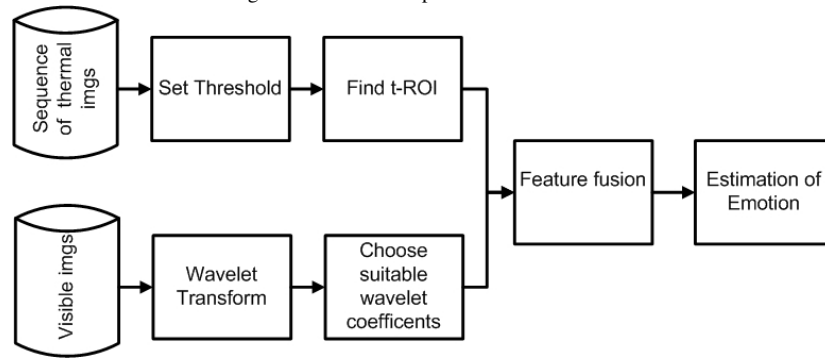 Sequence
of thermal
imgs
Set Threshold
Find t-ROI
Feature fusion
Estimation of
Emotion
Visible imgs
Wavelet
Transform
Choose
suitable
wavelet
coefficents